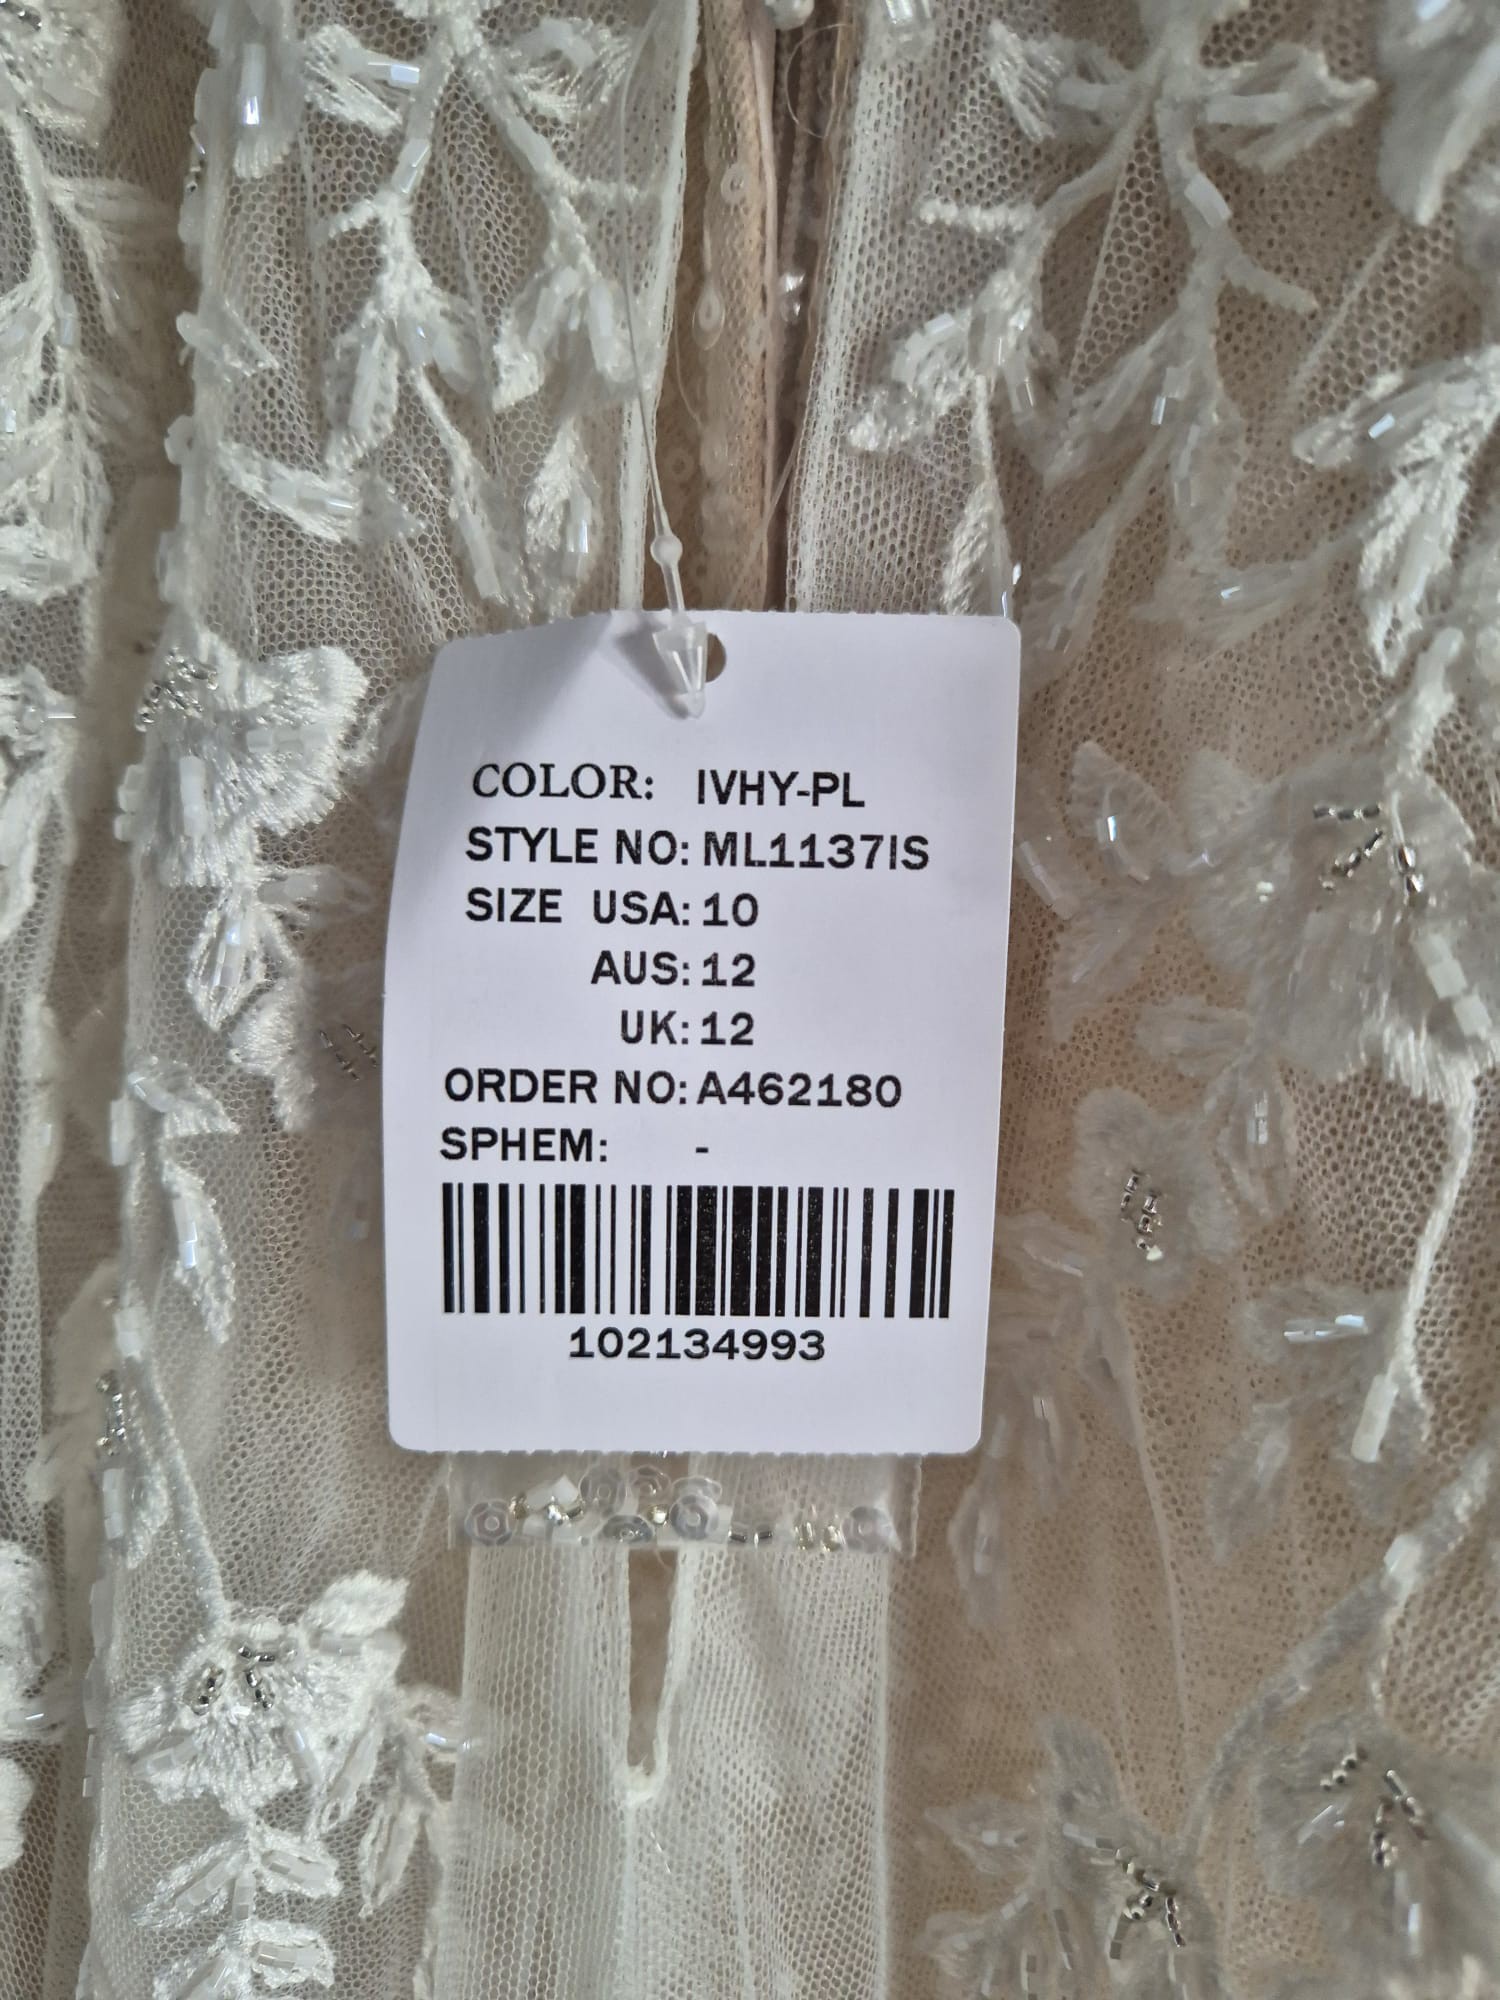 COLOR: IVHY-PL
STYLE NO: ML1137IS
SIZE USA: 10
AUS: 12
UK: 12
ORDER NO: A462180
SPHEM: -
102134993